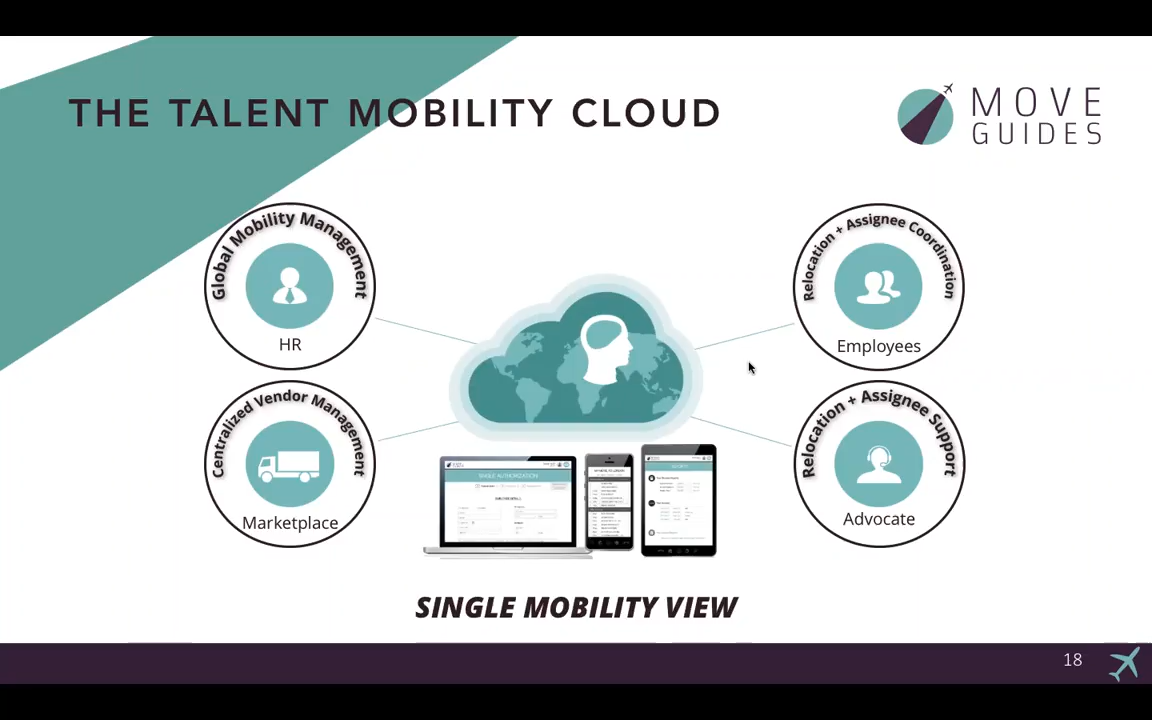 THE TALENT MOBILITY CLOUD
MOVE
GUIDES
Global Mobility Management
HR
Relocation + Assignee Coordination
Employees
Centralized Vendor Management
Marketplace
Relocation + Assignee Support
Advocate
SINGLE AUTHORIZATION
SINGLE MOBILITY VIEW
18